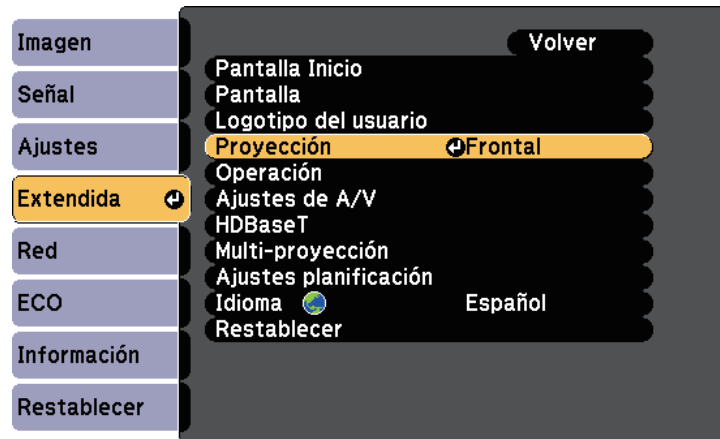 Imagen
Señal
Ajustes
Extendida
Red
ECO
Información
Restablecer
Volver
Pantalla Inicio
Pantalla
Logotipo del usuario
Proyección Frontal
Operación
Ajustes de A/V
HDBaseT
Multi-proyección
Ajustes planificación
Idioma Español
Restablecer